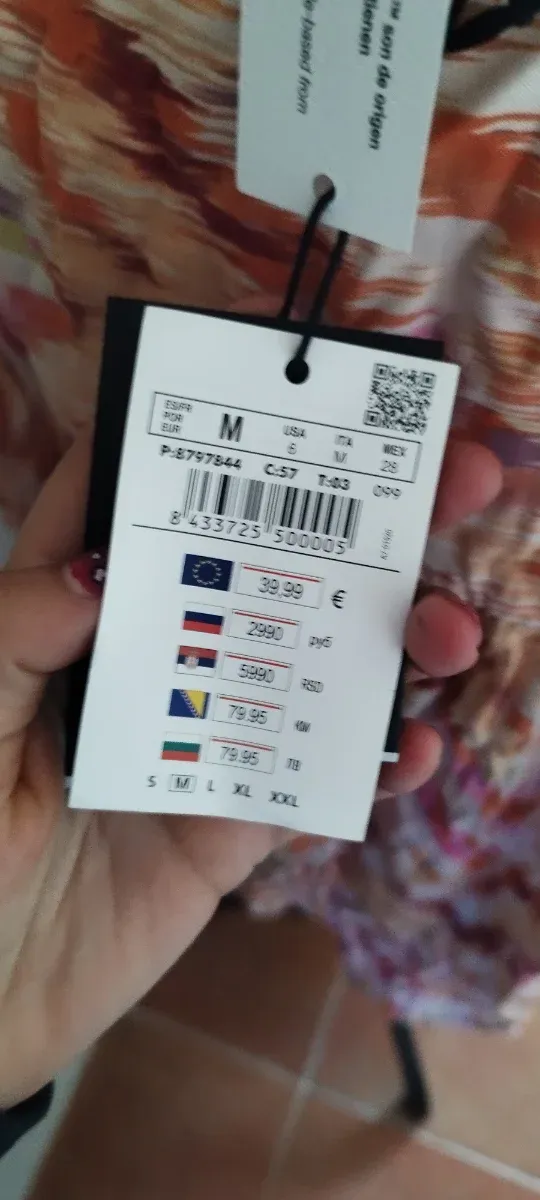 son de origen
tienen
e-based from
ES/FR
POR
EUR
M
USA
6
ITA
M
MEX
28
P:8797844 C:57 T:03 099
8 433725 500005
39,99 €
2990 руб
5990 RSD
79.95 KM
79.95 ЛВ
S M L XL XXL